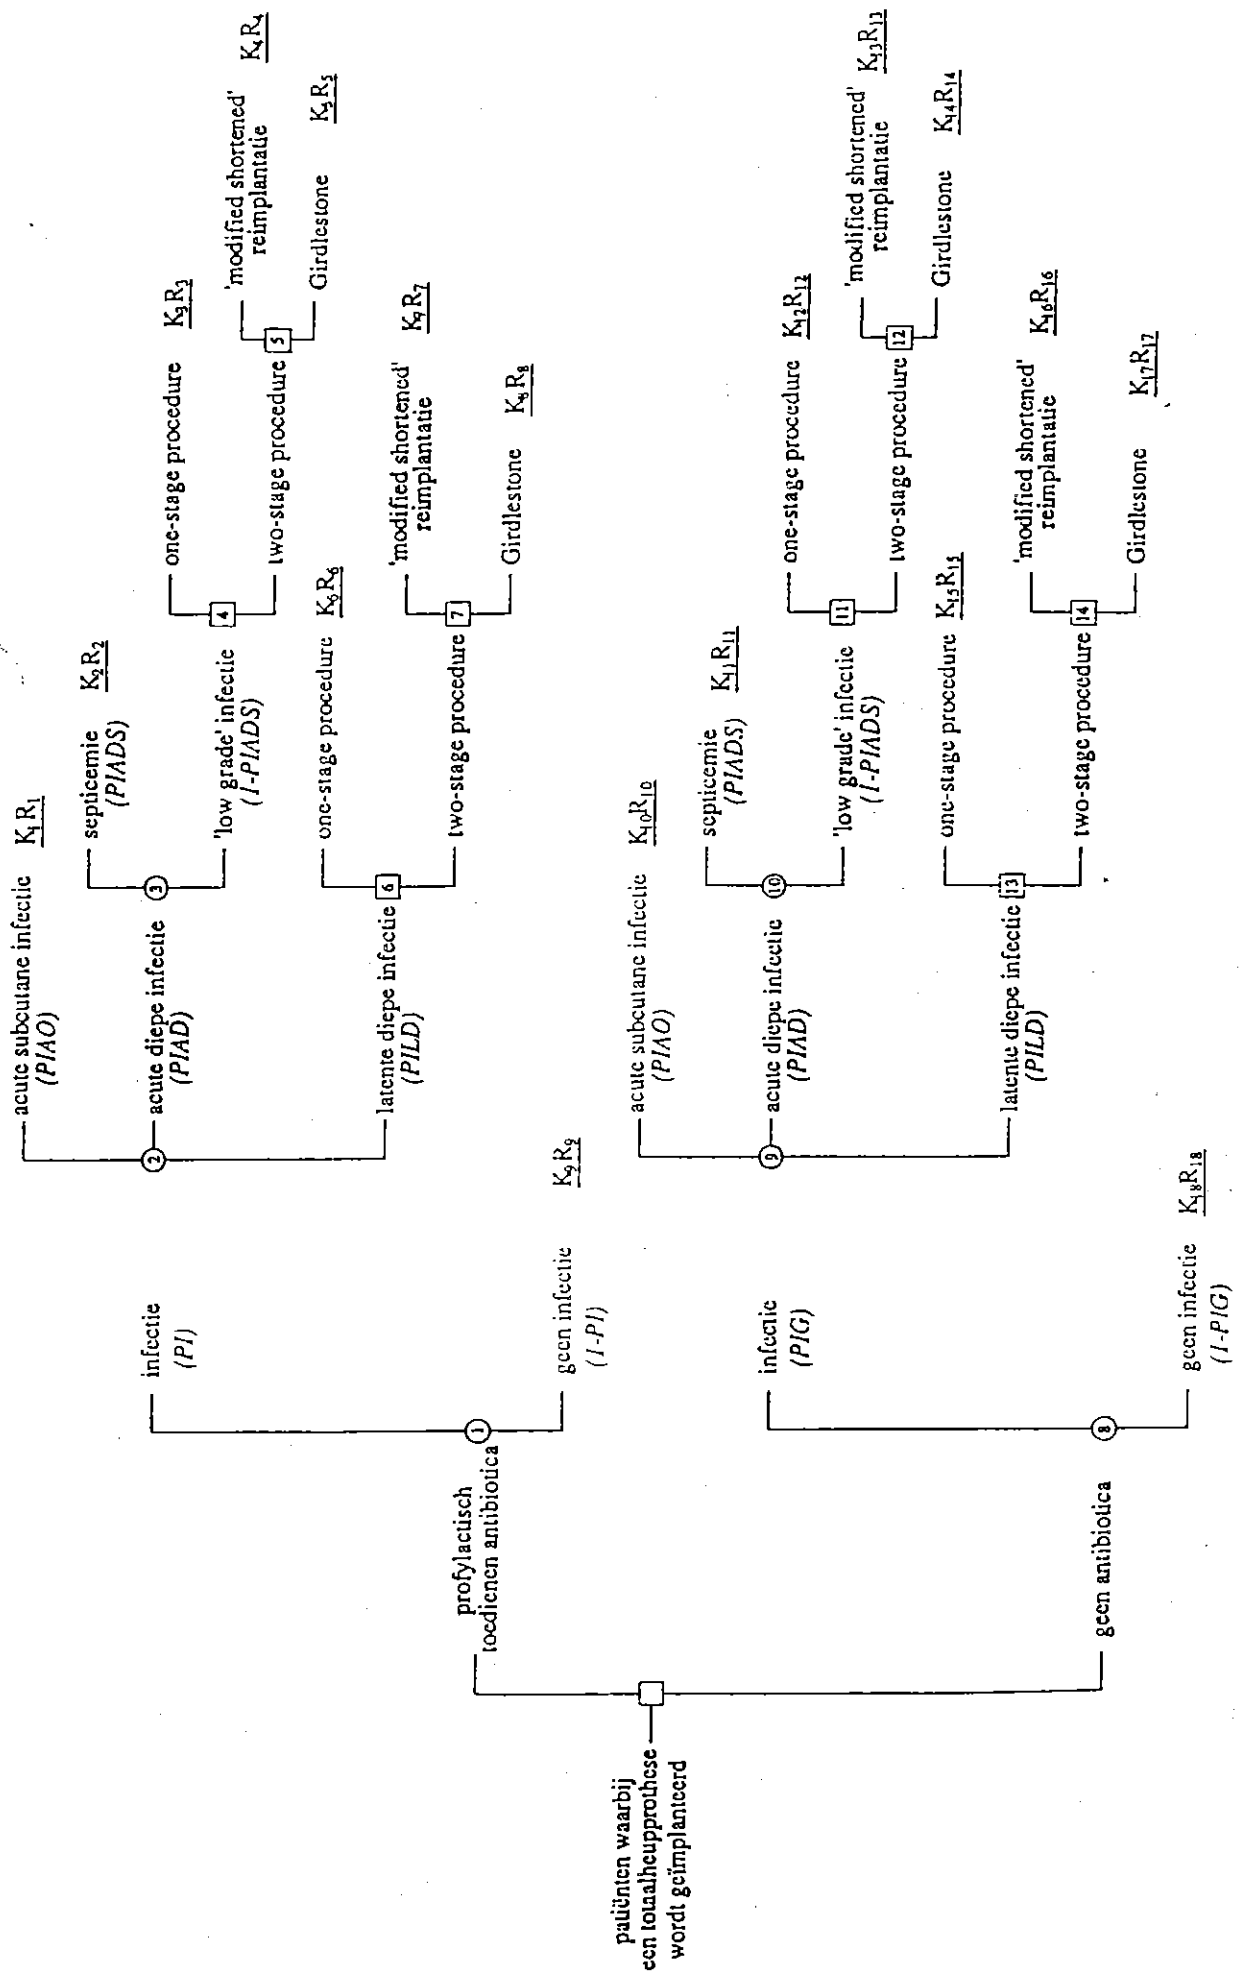 patiënten waarbij
een totaalheupprothese
wordt geïmplanteerd
profylactisch
toedienen antibiotica
geen antibiotica
1
infectie
(PI)
geen infectie
(1-PI)
K₉R₉
2
acute subcutane infectie
(PIAO)
K₁R₁
acute diepe infectie
(PIAD)
latente diepe infectie
(PILD)
3
septicemie
(PIADS)
K₂R₂
'low grade' infectie
(1-PIADS)
4
one-stage procedure
K₃R₃
two-stage procedure
5
'modified shortened'
reimplantatie
K₄R₄
Girdlestone
K₅R₅
6
one-stage procedure
K₆R₆
two-stage procedure
7
'modified shortened'
reimplantatie
K₇R₇
Girdlestone
K₈R₈
8
infectie
(PIG)
geen infectie
(1-PIG)
K₁₈R₁₈
9
acute subcutane infectie
(PIAO)
K₁₀R₁₀
acute diepe infectie
(PIAD)
latente diepe infectie
(PILD)
10
septicemie
(PIADS)
K₁₁R₁₁
'low grade' infectie
(1-PIADS)
11
one-stage procedure
K₁₂R₁₂
two-stage procedure
12
'modified shortened'
reimplantatie
K₁₃R₁₃
Girdlestone
K₁₄R₁₄
13
one-stage procedure
K₁₅R₁₅
two-stage procedure
14
'modified shortened'
reimplantatie
K₁₆R₁₆
Girdlestone
K₁₇R₁₇